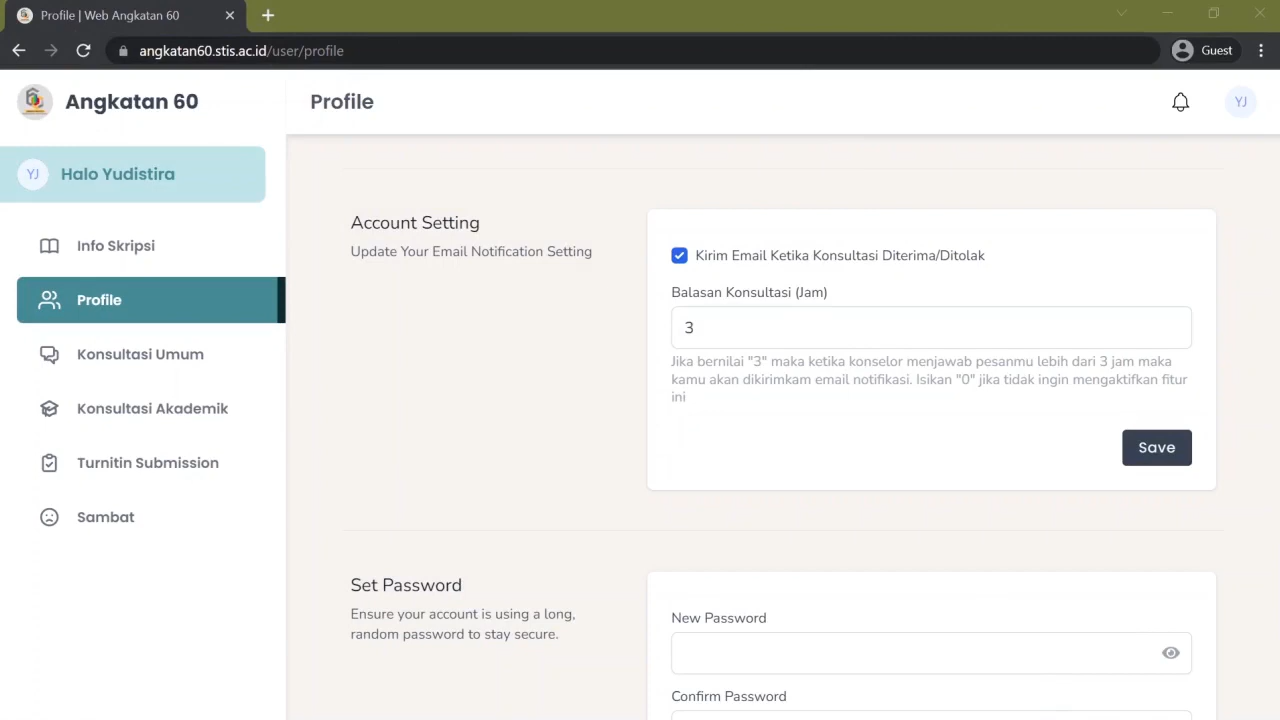 Profile | Web Angkatan 60
angkatan60.stis.ac.id/user/profile
Guest
Angkatan 60
Profile
YJ
YJ
Halo Yudistira
Info Skripsi
Profile
Konsultasi Umum
Konsultasi Akademik
Turnitin Submission
Sambat
Account Setting
Update Your Email Notification Setting
Kirim Email Ketika Konsultasi Diterima/Ditolak
Balasan Konsultasi (Jam)
3
Jika bernilai "3" maka ketika konselor menjawab pesanmu lebih dari 3 jam maka
kamu akan dikirimkam email notifikasi. Isikan "0" jika tidak ingin mengaktifkan fitur
ini
Save
Set Password
Ensure your account is using a long,
random password to stay secure.
New Password
Confirm Password